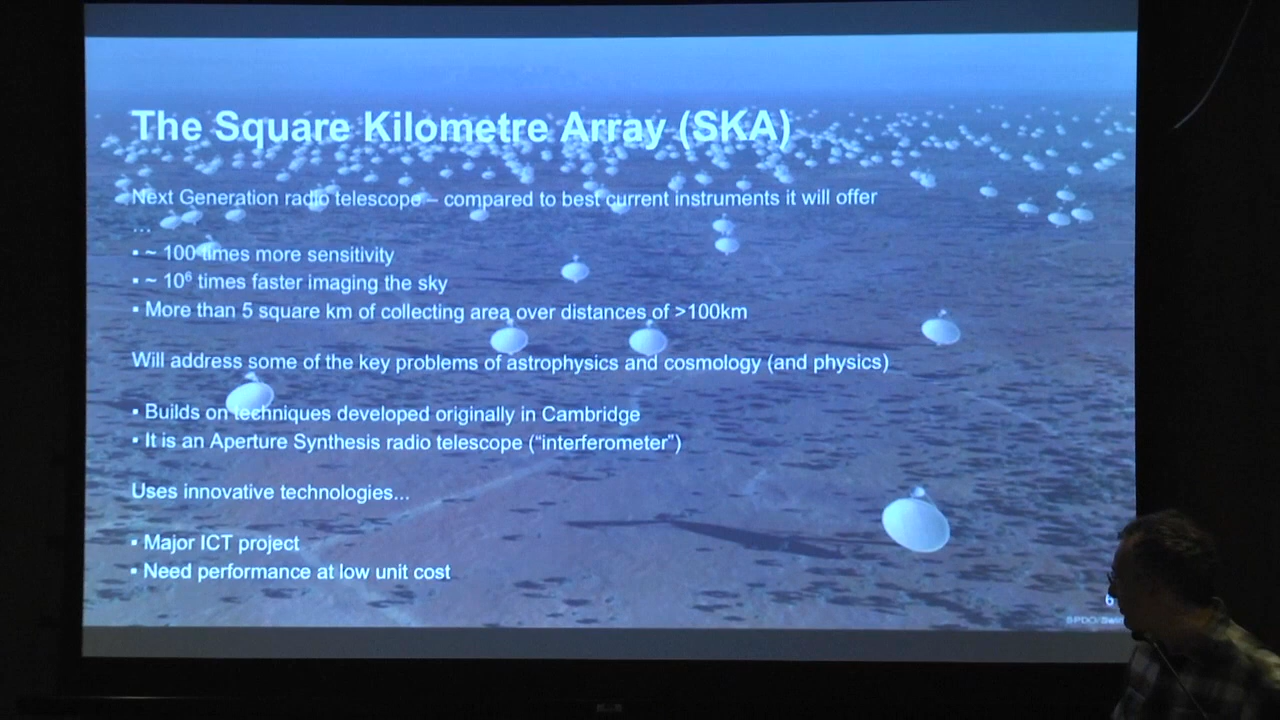 The Square Kilometre Array (SKA)
Next Generation radio telescope – compared to best current instruments it will offer
...
▪ ~ 100 times more sensitivity
▪ ~ 10⁶ times faster imaging the sky
▪ More than 5 square km of collecting area over distances of >100km
Will address some of the key problems of astrophysics and cosmology (and physics)
▪ Builds on techniques developed originally in Cambridge
▪ It is an Aperture Synthesis radio telescope (“interferometer”)
Uses innovative technologies...
▪ Major ICT project
▪ Need performance at low unit cost
6